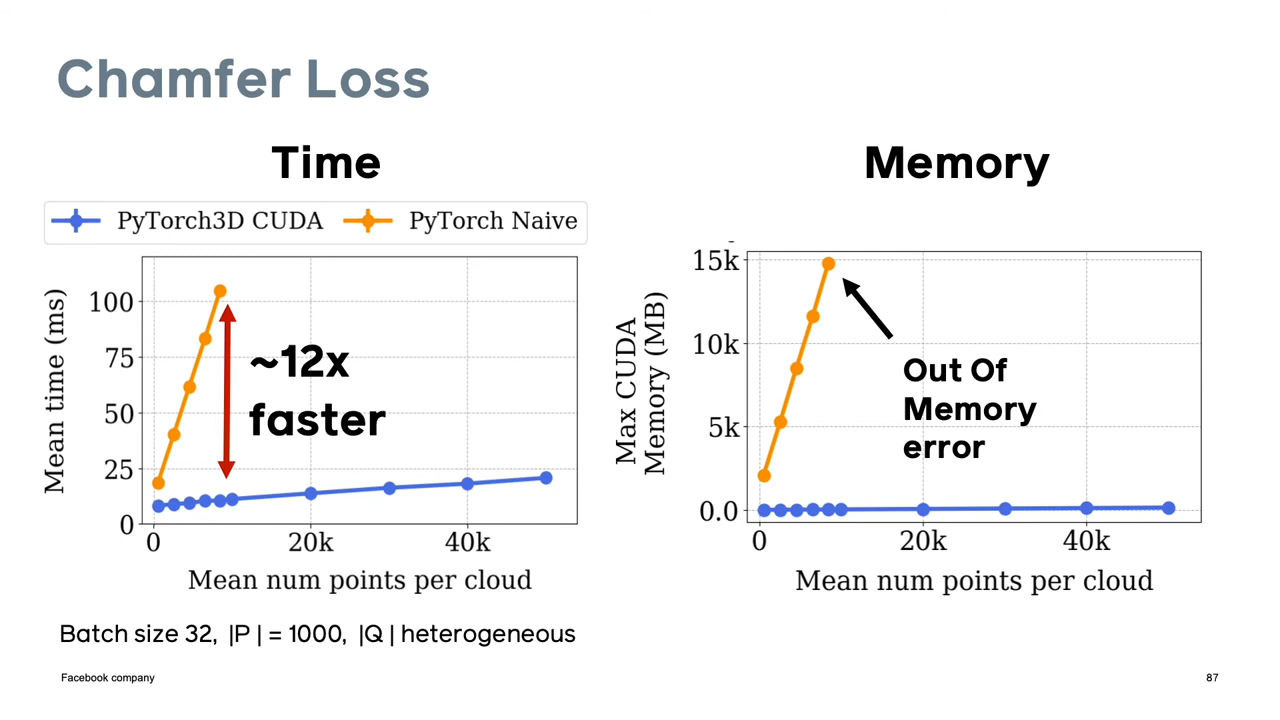 Chamfer Loss
Time
Memory
PyTorch3D CUDA
PyTorch Naive
Mean time (ms)
100
75
50
25
0
0
20k
40k
Mean num points per cloud
~12x
faster
Max CUDA
Memory (MB)
15k
10k
5k
0.0
0
20k
40k
Mean num points per cloud
Out Of
Memory
error
Batch size 32, |P | = 1000, |Q | heterogeneous
Facebook company
87